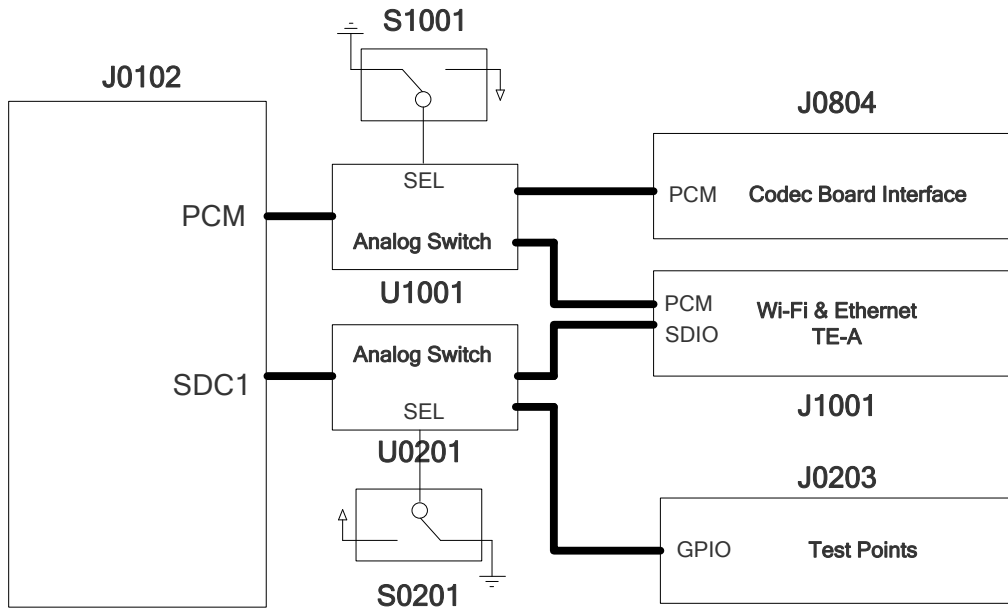 S1001
J0102
J0804
SEL
PCM
Analog Switch
PCM
Codec Board Interface
U1001
PCM
Wi-Fi & Ethernet
SDIO
TE-A
Analog Switch
SDC1
SEL
U0201
J1001
J0203
GPIO
Test Points
S0201